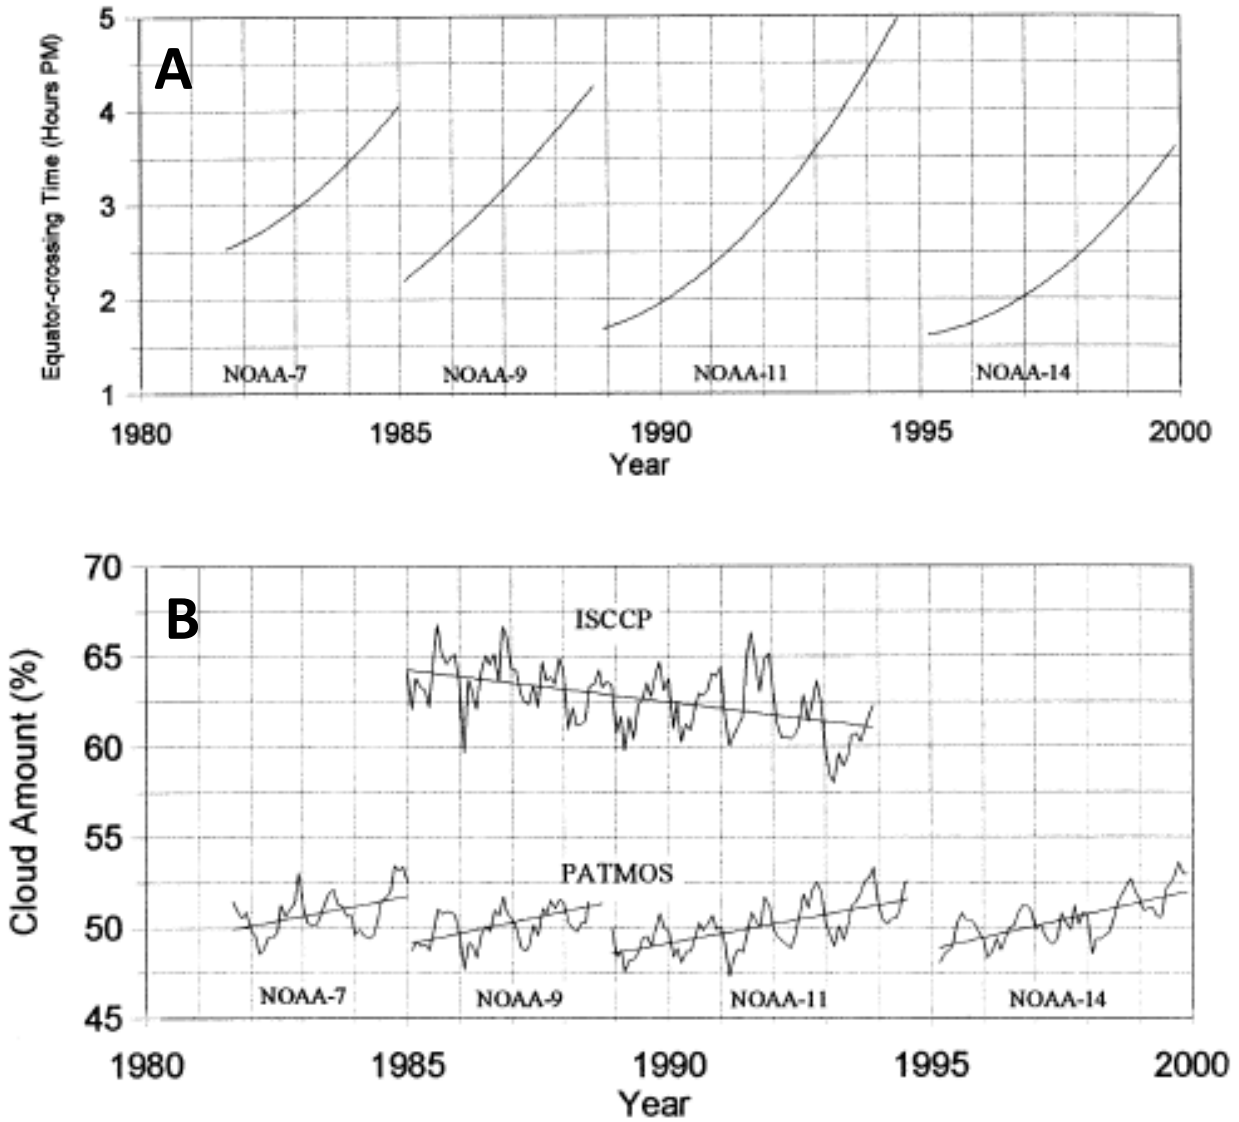 A
Equator-crossing Time (Hours PM)
5
4
3
2
1
NOAA-7 NOAA-9 NOAA-11 NOAA-14
1980 1985 1990 1995 2000
Year
B
Cloud Amount (%)
70
65
60
55
50
45
ISCCP
PATMOS
NOAA-7 NOAA-9 NOAA-11 NOAA-14
1980 1985 1990 1995 2000
Year